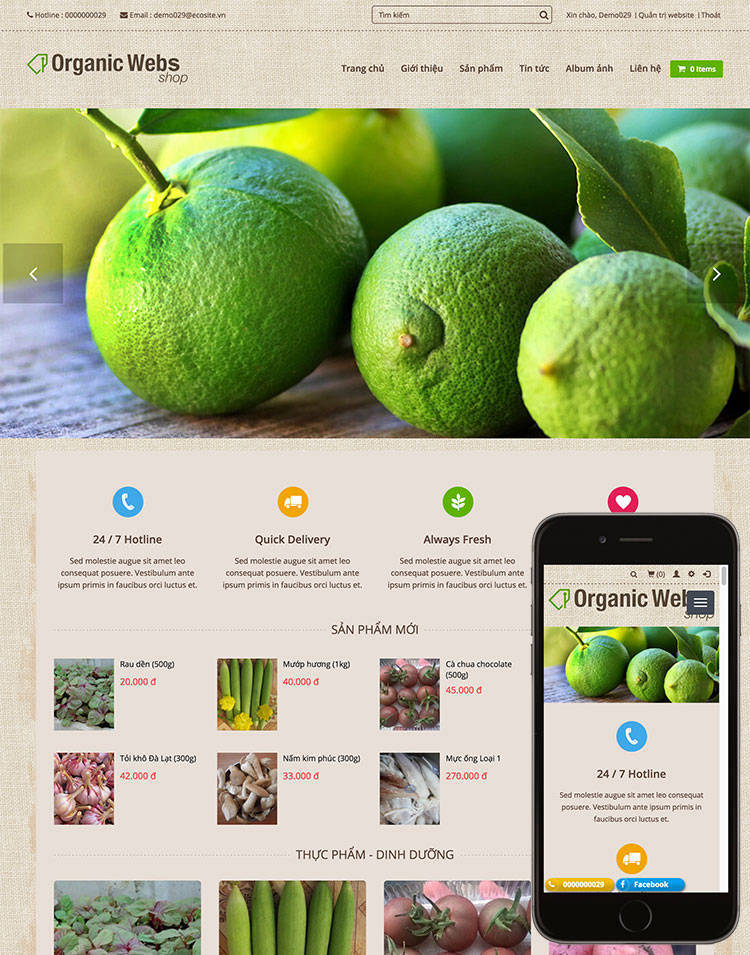 Hotline : 0000000029 Email : demo029@ecosite.vn Tìm kiếm Xin chào, Demo029 | Quản trị website | Thoát
Organic Webs
shop
Trang chủ Giới thiệu Sản phẩm Tin tức Album ảnh Liên hệ 0 Items
24 / 7 Hotline Quick Delivery Always Fresh
Sed molestie augue sit amet leo Sed molestie augue sit amet leo Sed molestie augue sit amet leo
consequat posuere. Vestibulum ante consequat posuere. Vestibulum ante consequat posuere. Vestibulum ante
ipsum primis in faucibus orci luctus et. ipsum primis in faucibus orci luctus et. ipsum primis in faucibus orci luctus et.
SẢN PHẨM MỚI
Rau dền (500g)
20.000 đ
Mướp hương (1kg)
40.000 đ
Cà chua chocolate
(500g)
45.000 đ
Tỏi khô Đà Lạt (300g)
42.000 đ
Nấm kim phúc (300g)
33.000 đ
Mực ống Loại 1
270.000 đ
THỰC PHẨM - DINH DƯỠNG
(0)
Organic Web
shop
24 / 7 Hotline
Sed molestie augue sit amet leo consequat
posuere. Vestibulum ante ipsum primis in
faucibus orci luctus et.
0000000029 Facebook